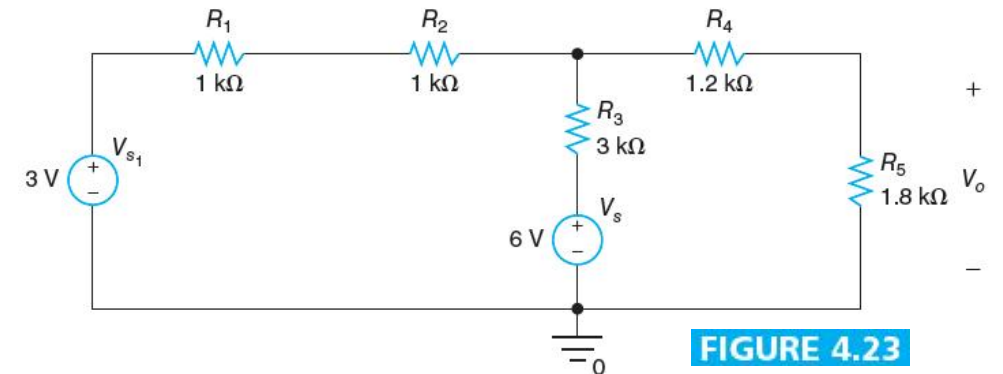 R1 R2 R4
1 kΩ 1 kΩ 1.2 kΩ
+
R3
3 kΩ
Vs1
+
3 V
−
R5
1.8 kΩ
Vo
Vs
+
6 V
−
−
0
FIGURE 4.23